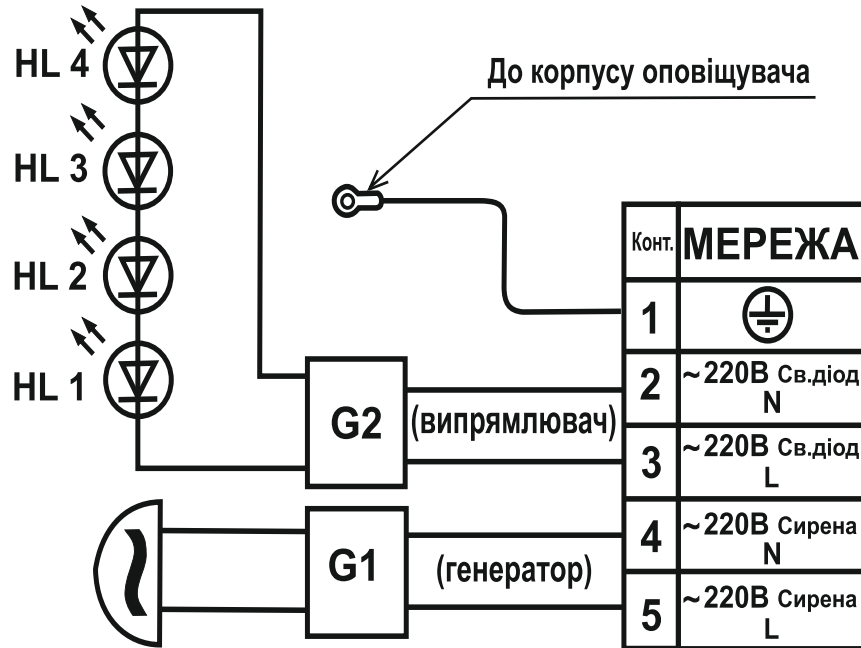 HL 4
HL 3
HL 2
HL 1
До корпусу оповіщувача
G2
(випрямлювач)
G1
(генератор)
Конт. МЕРЕЖА
1
2 ~220В Св.діод
N
3 ~220В Св.діод
L
4 ~220В Сирена
N
5 ~220В Сирена
L